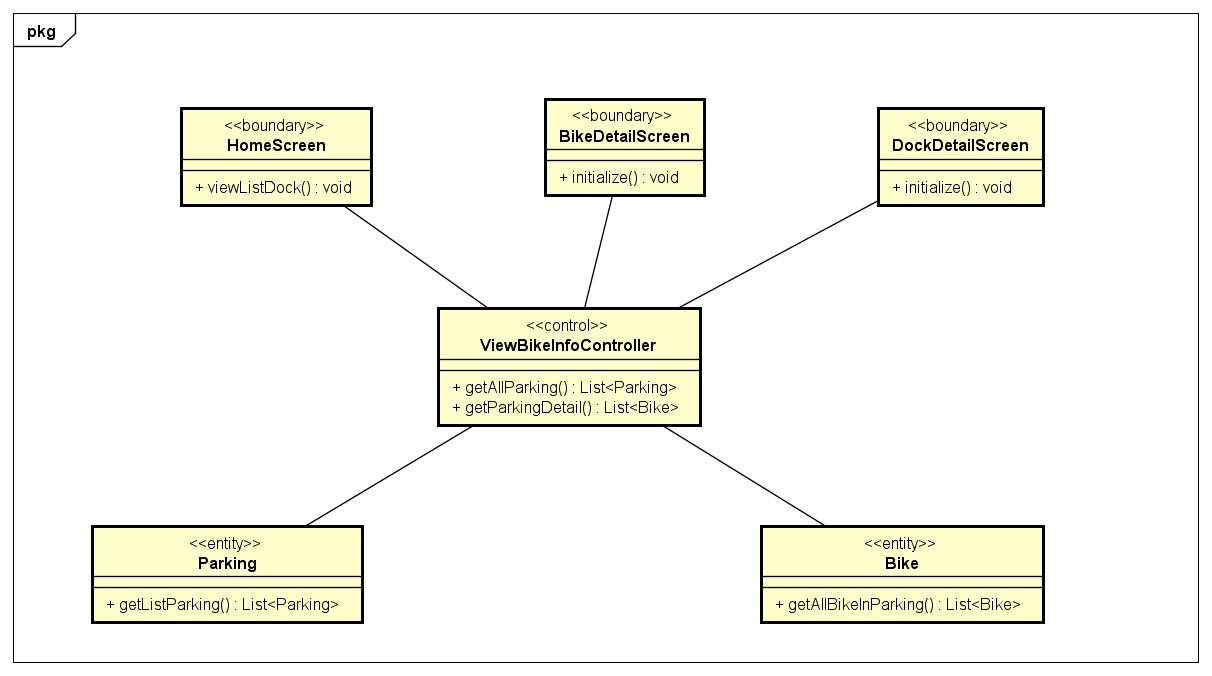 pkg
<<boundary>>
HomeScreen
+ viewListDock() : void
<<boundary>>
BikeDetailScreen
+ initialize() : void
<<boundary>>
DockDetailScreen
+ initialize() : void
<<control>>
ViewBikeInfoController
+ getAllParking() : List<Parking>
+ getParkingDetail() : List<Bike>
<<entity>>
Parking
+ getListParking() : List<Parking>
<<entity>>
Bike
+ getAllBikeInParking() : List<Bike>